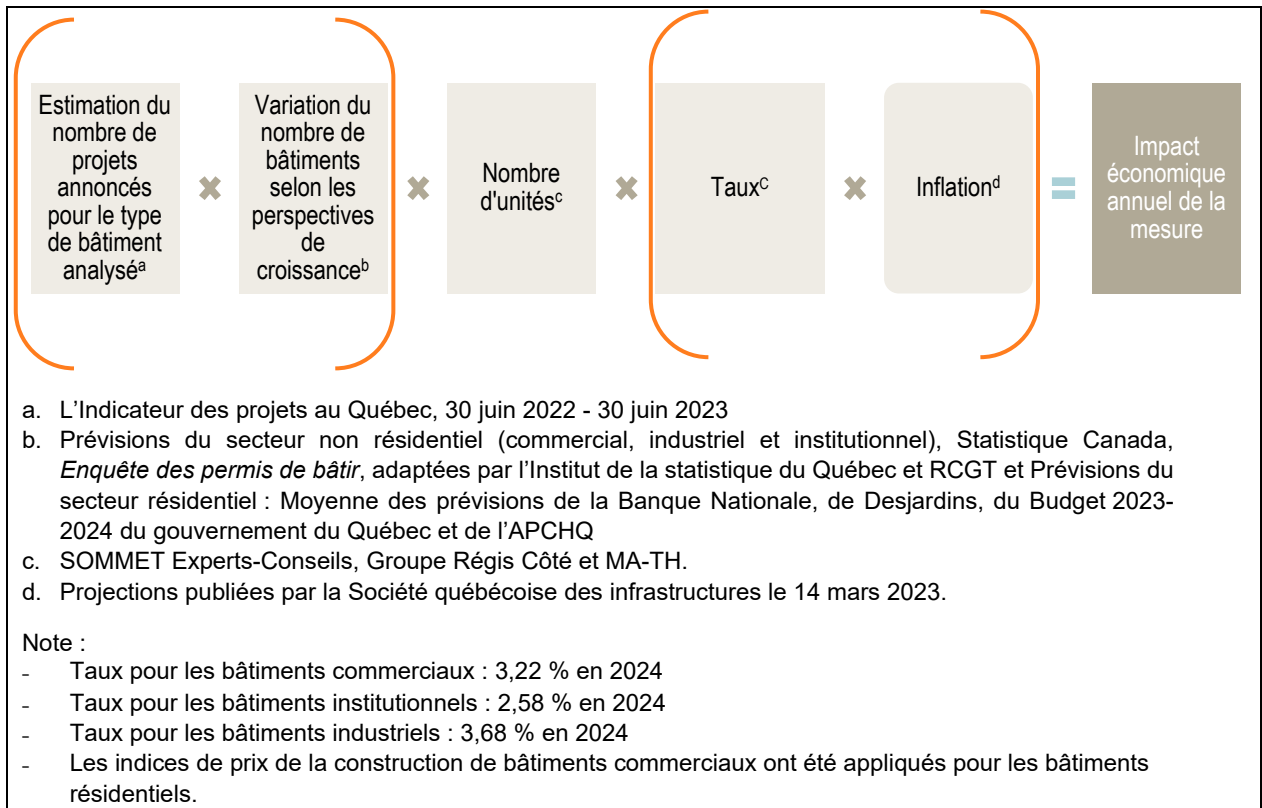 Estimation du
nombre de
projets
annoncés
pour le type
de bâtiment
analysé^a
✖
Variation du
nombre de
bâtiments
selon les
perspectives
de
croissance^b
✖
Nombre
d'unités^c
✖
Taux^C
✖
Inflation^d
=
Impact
économique
annuel de la
mesure
a. L’Indicateur des projets au Québec, 30 juin 2022 - 30 juin 2023
b. Prévisions du secteur non résidentiel (commercial, industriel et institutionnel), Statistique Canada,
Enquête des permis de bâtir, adaptées par l’Institut de la statistique du Québec et RCGT et Prévisions du
secteur résidentiel : Moyenne des prévisions de la Banque Nationale, de Desjardins, du Budget 2023-
2024 du gouvernement du Québec et de l’APCHQ
c. SOMMET Experts-Conseils, Groupe Régis Côté et MA-TH.
d. Projections publiées par la Société québécoise des infrastructures le 14 mars 2023.
Note :
- Taux pour les bâtiments commerciaux : 3,22 % en 2024
- Taux pour les bâtiments institutionnels : 2,58 % en 2024
- Taux pour les bâtiments industriels : 3,68 % en 2024
- Les indices de prix de la construction de bâtiments commerciaux ont été appliqués pour les bâtiments
résidentiels.